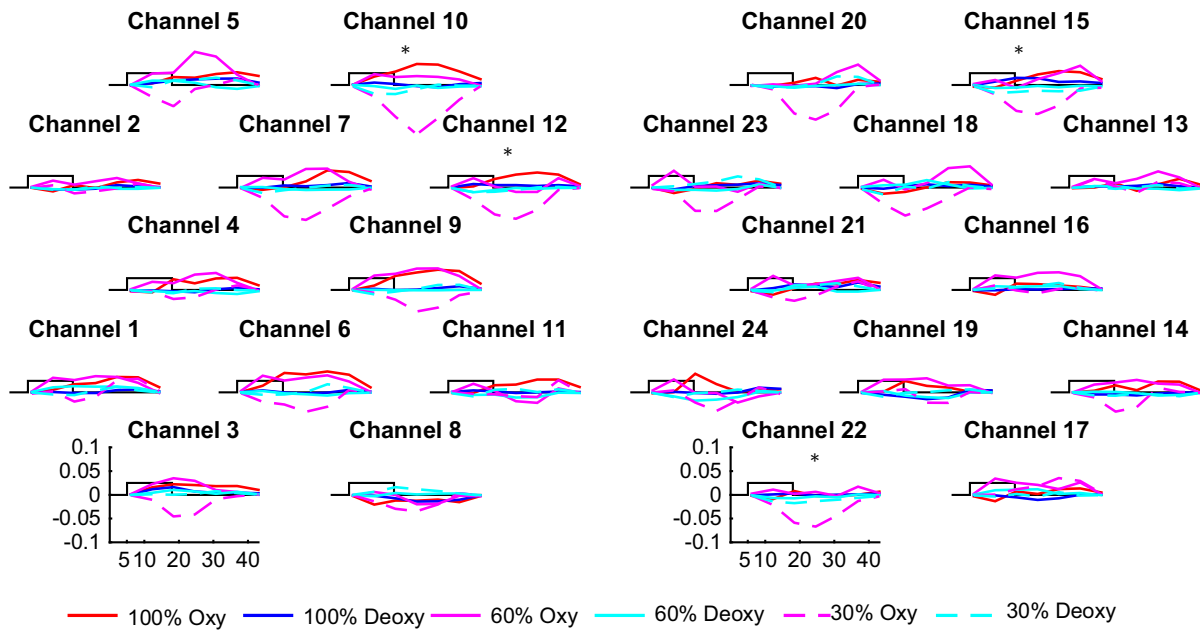 Channel 5 Channel 10 Channel 20 Channel 15
* *
Channel 2 Channel 7 Channel 12 Channel 23 Channel 18 Channel 13
*
Channel 4 Channel 9 Channel 21 Channel 16
Channel 1 Channel 6 Channel 11 Channel 24 Channel 19 Channel 14
Channel 3 Channel 8 Channel 22 Channel 17
*
0.1 0.1
0.05 0.05
0 0
-0.05 -0.05
-0.1 -0.1
5 10 20 30 40 5 10 20 30 40
100% Oxy 100% Deoxy 60% Oxy 60% Deoxy 30% Oxy 30% Deoxy